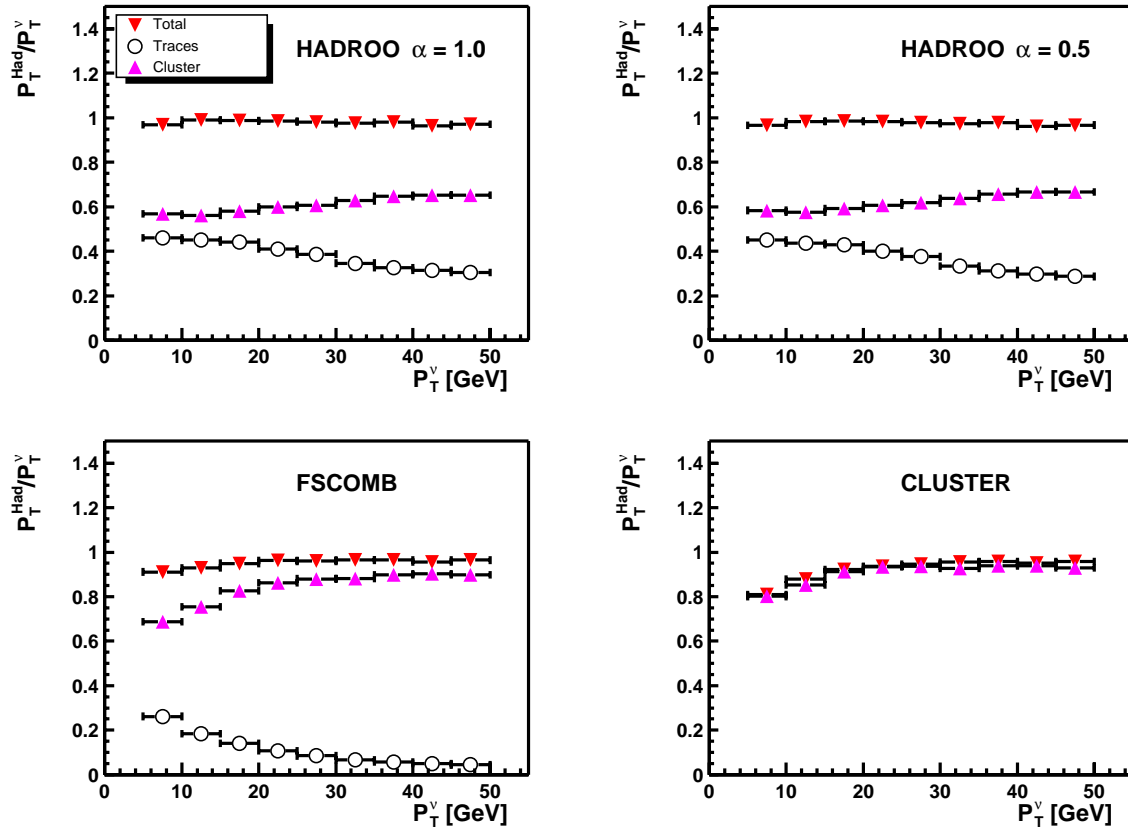 P_T^Had/P_T^ν
1.4
1.2
1
0.8
0.6
0.4
0.2
0
Total
Traces
Cluster
HADROO α = 1.0
0 10 20 30 40 50
P_T^ν [GeV]
P_T^Had/P_T^ν
1.4
1.2
1
0.8
0.6
0.4
0.2
0
HADROO α = 0.5
0 10 20 30 40 50
P_T^ν [GeV]
P_T^Had/P_T^ν
1.4
1.2
1
0.8
0.6
0.4
0.2
0
FSCOMB
0 10 20 30 40 50
P_T^ν [GeV]
P_T^Had/P_T^ν
1.4
1.2
1
0.8
0.6
0.4
0.2
0
CLUSTER
0 10 20 30 40 50
P_T^ν [GeV]